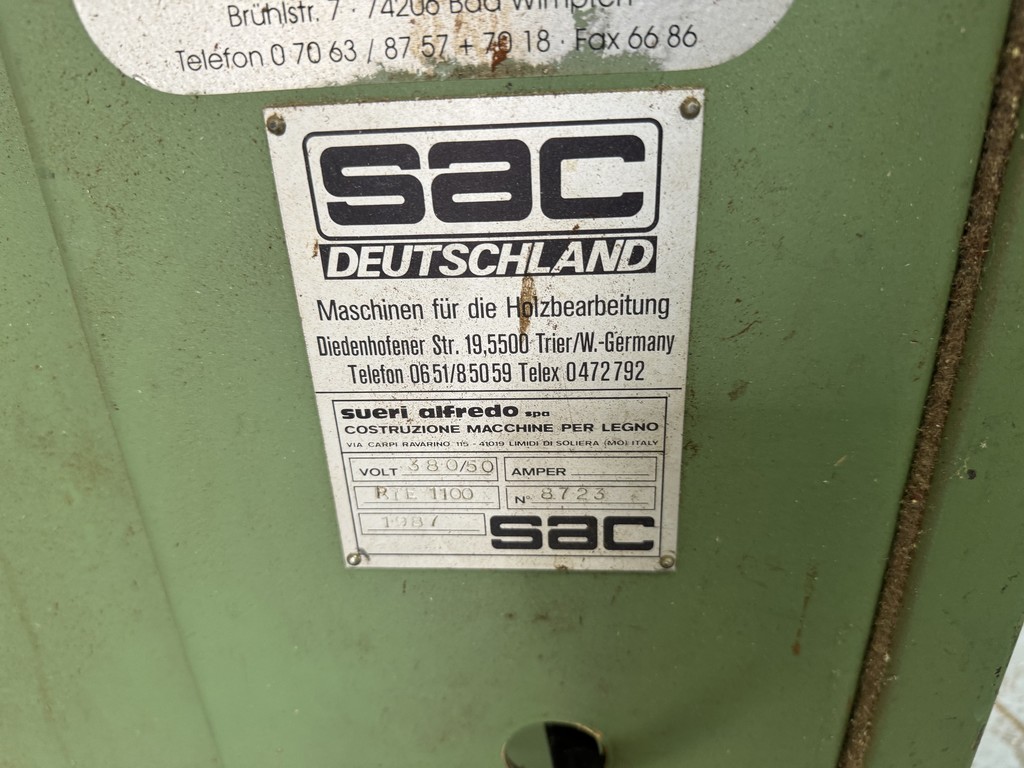 Brühlstr. 7 · 74206 Bad Wimpfen
Telefon 0 70 63 / 87 57 + 70 18 · Fax 66 86
sac
DEUTSCHLAND
Maschinen für die Holzbearbeitung
Diedenhofener Str. 19,5500 Trier/W.-Germany
Telefon 0651/85059 Telex 0472792
sueri alfredo spa
COSTRUZIONE MACCHINE PER LEGNO
VIA CARPI RAVARINO 115 - 41019 LIMIDI DI SOLIERA (MO) ITALY
VOLT 380/50 AMPER
RTE 1100 N° 8723
1987 sac